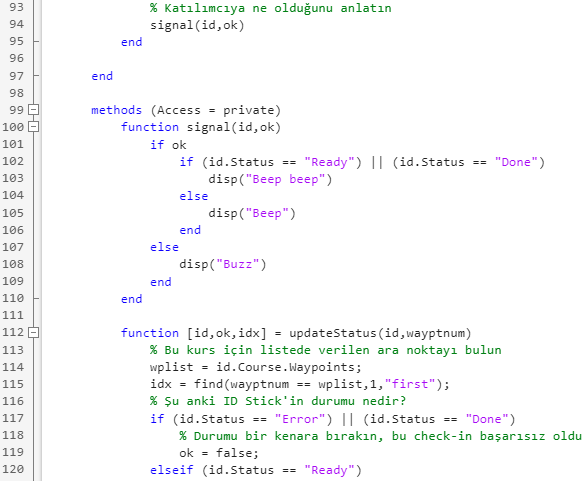 93 % Katılımcıya ne olduğunu anlatın
94 signal(id,ok)
95 end
96
97 end
98
99 methods (Access = private)
100 function signal(id,ok)
101 if ok
102 if (id.Status == "Ready") || (id.Status == "Done")
103 disp("Beep beep")
104 else
105 disp("Beep")
106 end
107 else
108 disp("Buzz")
109 end
110 end
111
112 function [id,ok,idx] = updateStatus(id,wayptnum)
113 % Bu kurs için listede verilen ara noktayı bulun
114 wplist = id.Course.Waypoints;
115 idx = find(wayptnum == wplist,1,"first");
116 % Şu anki ID Stick'in durumu nedir?
117 if (id.Status == "Error") || (id.Status == "Done")
118 % Durumu bir kenara bırakın, bu check-in başarısız oldu
119 ok = false;
120 elseif (id.Status == "Ready")